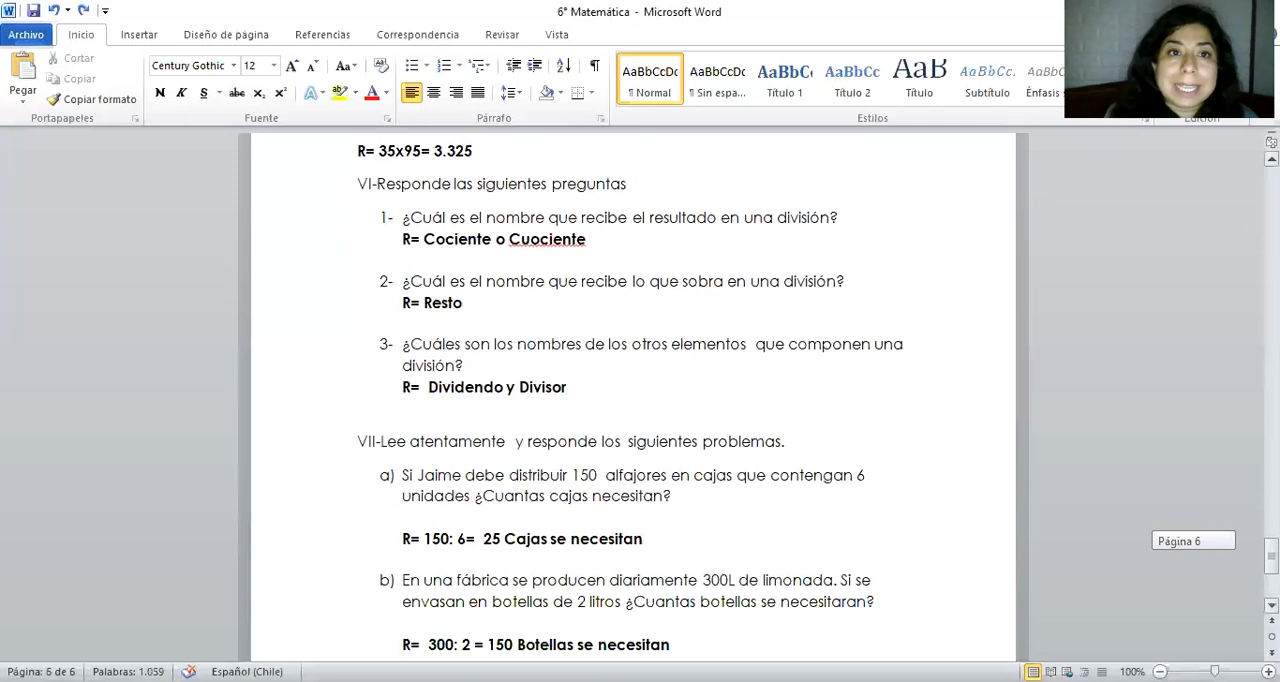 6° Matemática - Microsoft Word
Archivo Inicio Insertar Diseño de página Referencias Correspondencia Revisar Vista
Pegar
Cortar
Copiar
Copiar formato
Portapapeles
Century Gothic 12
N K S abc x₂ x²
Fuente
Párrafo
AaBbCcDc AaBbCcDc AaBbC AaBbCc AaB AaBbCc. AaBbCc
¶ Normal ¶ Sin espa... Título 1 Título 2 Título Subtítulo Énfasis
Estilos
R= 35x95= 3.325
VI-Responde las siguientes preguntas
1- ¿Cuál es el nombre que recibe el resultado en una división?
R= Cociente o Cuociente
2- ¿Cuál es el nombre que recibe lo que sobra en una división?
R= Resto
3- ¿Cuáles son los nombres de los otros elementos que componen una
división?
R= Dividendo y Divisor
VII-Lee atentamente y responde los siguientes problemas.
a) Si Jaime debe distribuir 150 alfajores en cajas que contengan 6
unidades ¿Cuantas cajas necesitan?
R= 150: 6= 25 Cajas se necesitan
b) En una fábrica se producen diariamente 300L de limonada. Si se
envasan en botellas de 2 litros ¿Cuantas botellas se necesitaran?
R= 300: 2 = 150 Botellas se necesitan
Página 6
Página: 6 de 6 Palabras: 1.059 Español (Chile) 100%